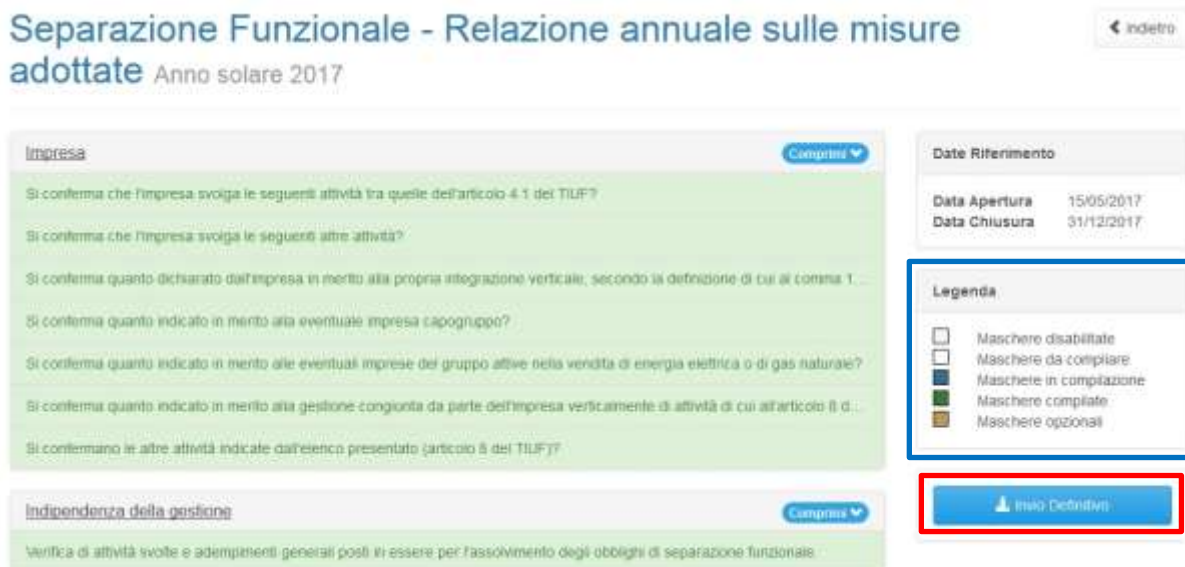 Separazione Funzionale - Relazione annuale sulle misure
adottate Anno solare 2017
Indietro
Impresa
Comprimi
Si conferma che l'impresa svolga le seguenti attività tra quelle dell'articolo 4.1 del TIUF?
Si conferma che l'impresa svolga le seguenti altre attività?
Si conferma quanto dichiarato dall'impresa in merito alla propria integrazione verticale, secondo la definizione di cui al comma 1...
Si conferma quanto indicato in merito alla eventuale impresa capogruppo?
Si conferma quanto indicato in merito alle eventuali imprese del gruppo attive nella vendita di energia elettrica o di gas naturale?
Si conferma quanto indicato in merito alla gestione congiunta da parte dell'impresa verticalmente di attività di cui all'articolo 8 d...
Si confermano le altre attività indicate dall'elenco presentato (articolo 8 del TIUF)?
Indipendenza della gestione
Comprimi
Verifica di attività svolte e adempimenti generali posti in essere per l'assolvimento degli obblighi di separazione funzionale.
Date Riferimento
Data Apertura 15/05/2017
Data Chiusura 31/12/2017
Legenda
Maschere disabilitate
Maschere da compilare
Maschere in compilazione
Maschere compilate
Maschere opzionali
Invio Definitivo